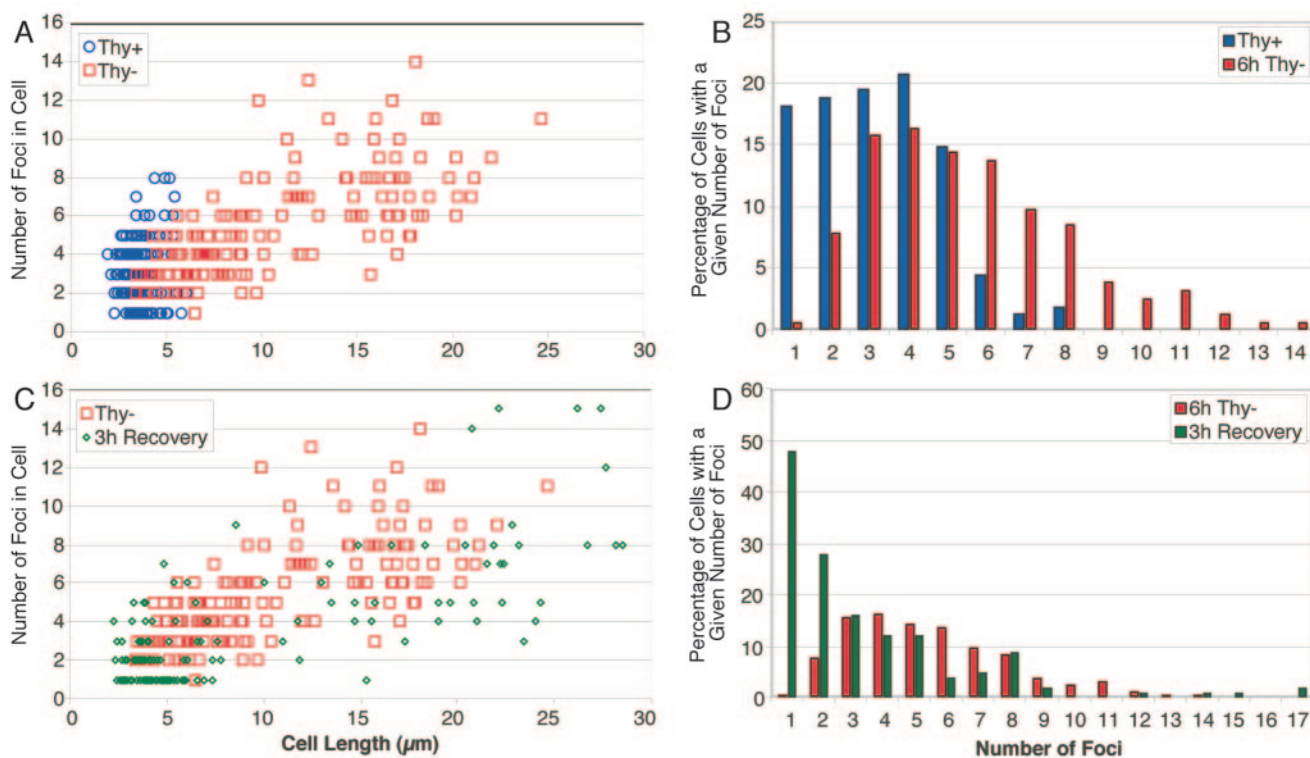 A
Number of Foci in Cell
16
14
12
10
8
6
4
2
0
Thy+
Thy-
0 5 10 15 20 25 30
B
Percentage of Cells with a
Given Number of Foci
25
20
15
10
5
0
Thy+
6h Thy-
1 2 3 4 5 6 7 8 9 10 11 12 13 14
C
Number of Foci in Cell
16
14
12
10
8
6
4
2
0
Thy-
3h Recovery
0 5 10 15 20 25 30
Cell Length (µm)
D
Percentage of Cells with a
Given Number of Foci
60
50
40
30
20
10
0
6h Thy-
3h Recovery
1 2 3 4 5 6 7 8 9 10 11 12 13 14 15 16 17
Number of Foci